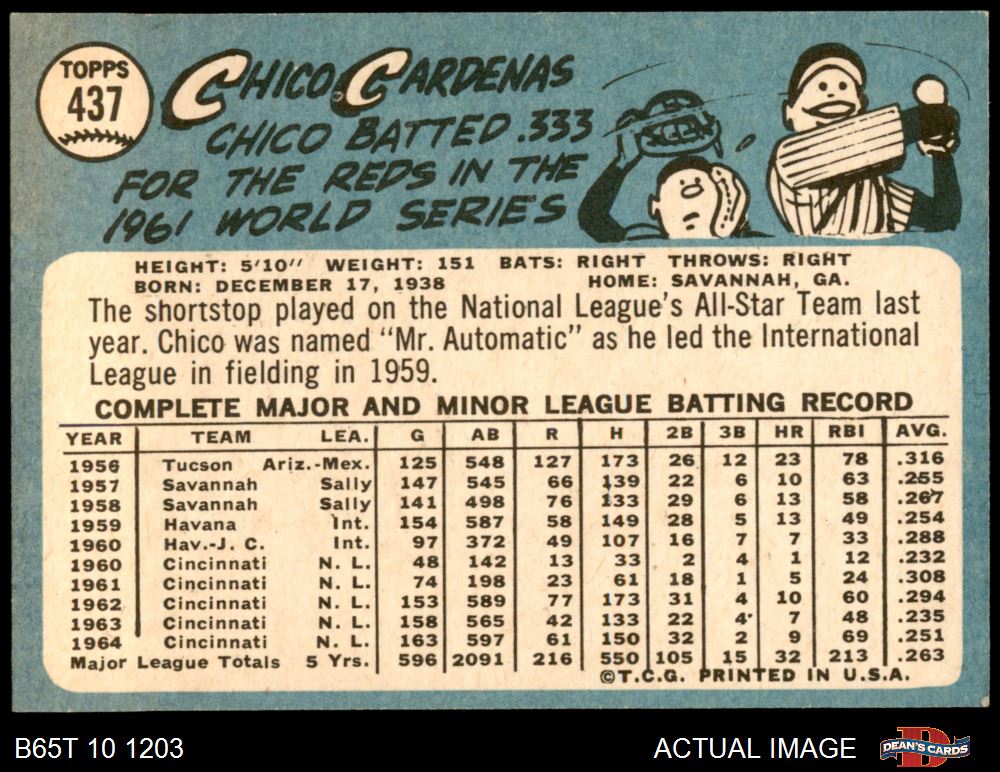 TOPPS
437
CHICO CARDENAS
CHICO BATTED .333
FOR THE REDS IN THE
1961 WORLD SERIES
HEIGHT: 5'10" WEIGHT: 151 BATS: RIGHT THROWS: RIGHT
BORN: DECEMBER 17, 1938 HOME: SAVANNAH, GA.
The shortstop played on the National League's All-Star Team last
year. Chico was named "Mr. Automatic" as he led the International
League in fielding in 1959.
COMPLETE MAJOR AND MINOR LEAGUE BATTING RECORD
YEAR TEAM LEA. G AB R H 2B 3B HR RBI AVG.
1956 Tucson Ariz.-Mex. 125 548 127 173 26 12 23 78 .316
1957 Savannah Sally 147 545 66 139 22 6 10 63 .255
1958 Savannah Sally 141 498 76 133 29 6 13 58 .267
1959 Havana Int. 154 587 58 149 28 5 13 49 .254
1960 Hav.-J. C. Int. 97 372 49 107 16 7 7 33 .288
1960 Cincinnati N. L. 48 142 13 33 2 4 1 12 .232
1961 Cincinnati N. L. 74 198 23 61 18 1 5 24 .308
1962 Cincinnati N. L. 153 589 77 173 31 4 10 60 .294
1963 Cincinnati N. L. 158 565 42 133 22 4 7 48 .235
1964 Cincinnati N. L. 163 597 61 150 32 2 9 69 .251
Major League Totals 5 Yrs. 596 2091 216 550 105 15 32 213 .263
©T.C.G. PRINTED IN U.S.A.
B65T 10 1203 ACTUAL IMAGE D DEAN'S CARDS